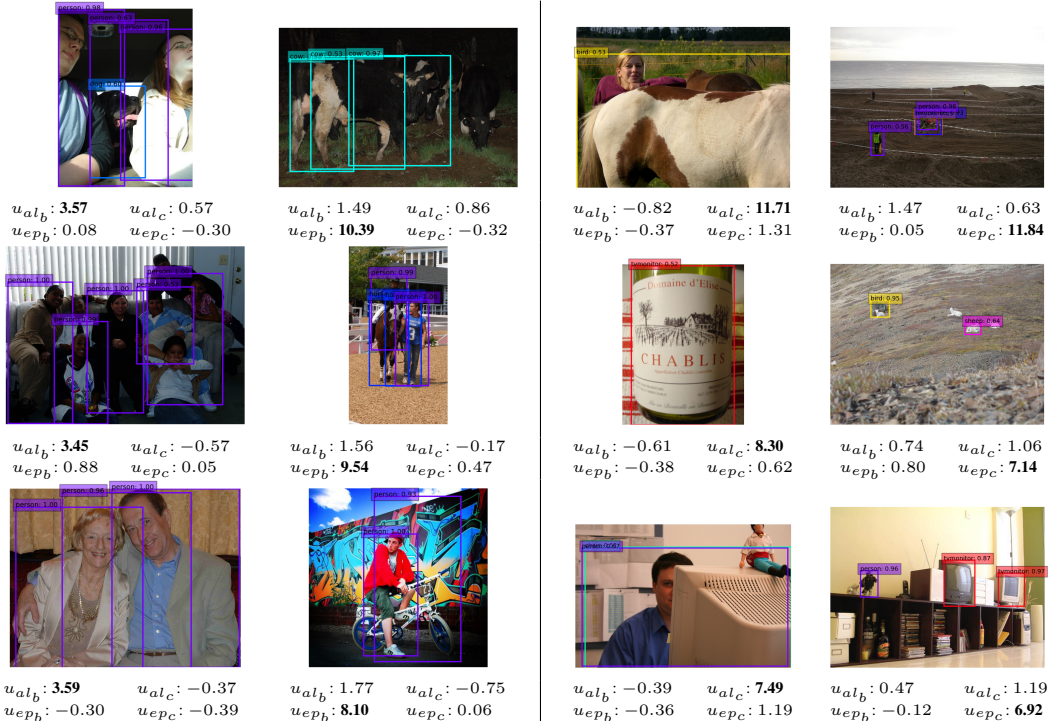 person: 0.98
person: 0.63
cow: 0.53 cow: 0.97
bird: 0.53
person: 0.98
u_{al_b}: 3.57 u_{al_c}: 0.57
u_{ep_b}: 0.08 u_{ep_c}: −0.30
u_{al_b}: 1.49 u_{al_c}: 0.86
u_{ep_b}: 10.39 u_{ep_c}: −0.32
u_{al_b}: −0.82 u_{al_c}: 11.71
u_{ep_b}: −0.37 u_{ep_c}: 1.31
u_{al_b}: 1.47 u_{al_c}: 0.63
u_{ep_b}: 0.05 u_{ep_c}: 11.84
person: 1.00
person: 1.00
person: 1.00
person: 0.99
tvmonitor: 0.52
Domaine d'Elise
CHABLIS
bird: 0.95
sheep: 0.64
u_{al_b}: 3.45 u_{al_c}: −0.57
u_{ep_b}: 0.88 u_{ep_c}: 0.05
u_{al_b}: 1.56 u_{al_c}: −0.17
u_{ep_b}: 9.54 u_{ep_c}: 0.47
u_{al_b}: −0.61 u_{al_c}: 8.30
u_{ep_b}: −0.38 u_{ep_c}: 0.62
u_{al_b}: 0.74 u_{al_c}: 1.06
u_{ep_b}: 0.80 u_{ep_c}: 7.14
person: 1.00
person: 0.96
person: 1.00
person: 0.93
person: 1.00
person: 0.96
tvmonitor: 0.87
tvmonitor: 0.97
u_{al_b}: 3.59 u_{al_c}: −0.37
u_{ep_b}: −0.30 u_{ep_c}: −0.39
u_{al_b}: 1.77 u_{al_c}: −0.75
u_{ep_b}: 8.10 u_{ep_c}: 0.06
u_{al_b}: −0.39 u_{al_c}: 7.49
u_{ep_b}: −0.36 u_{ep_c}: 1.19
u_{al_b}: 0.47 u_{al_c}: 1.19
u_{ep_b}: −0.12 u_{ep_c}: 6.92